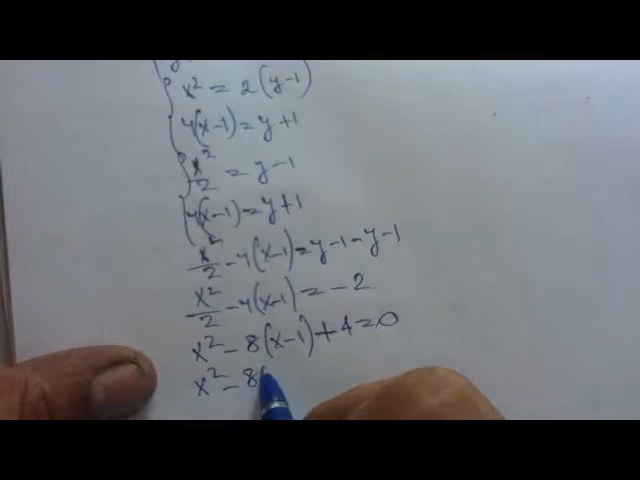 x² = 2(y-1)
4(x-1) = y+1
x²/2 = y-1
4(x-1) = y+1
x²/2 - 4(x-1) = y-1-y-1
x²/2 - 4(x-1) = -2
x² - 8(x-1) + 4 = 0
x² - 8